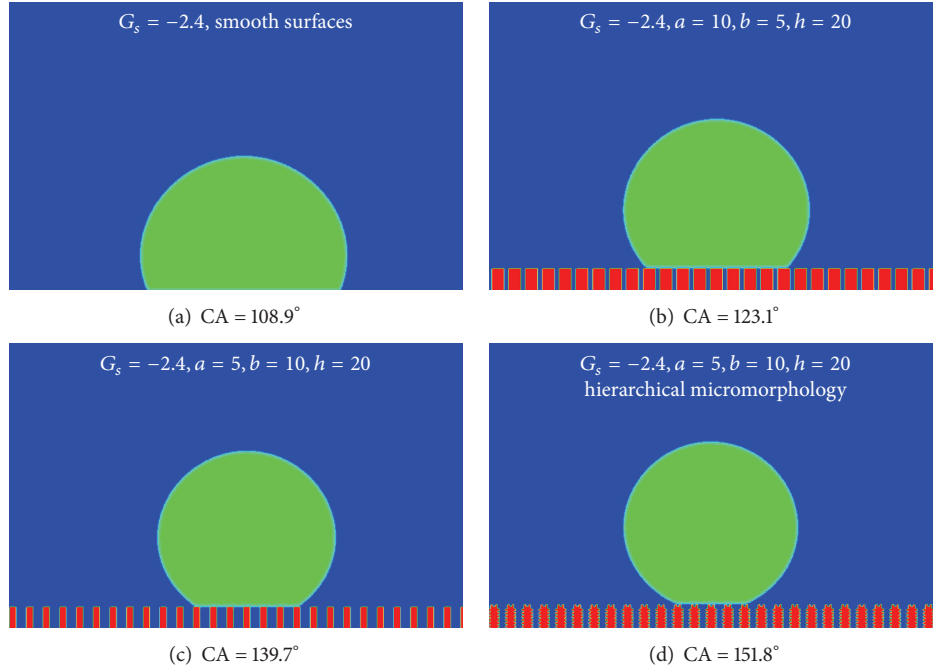 G_s = −2.4, smooth surfaces
G_s = −2.4, a = 10, b = 5, h = 20
(a) CA = 108.9°
(b) CA = 123.1°
G_s = −2.4, a = 5, b = 10, h = 20
G_s = −2.4, a = 5, b = 10, h = 20
hierarchical micromorphology
(c) CA = 139.7°
(d) CA = 151.8°